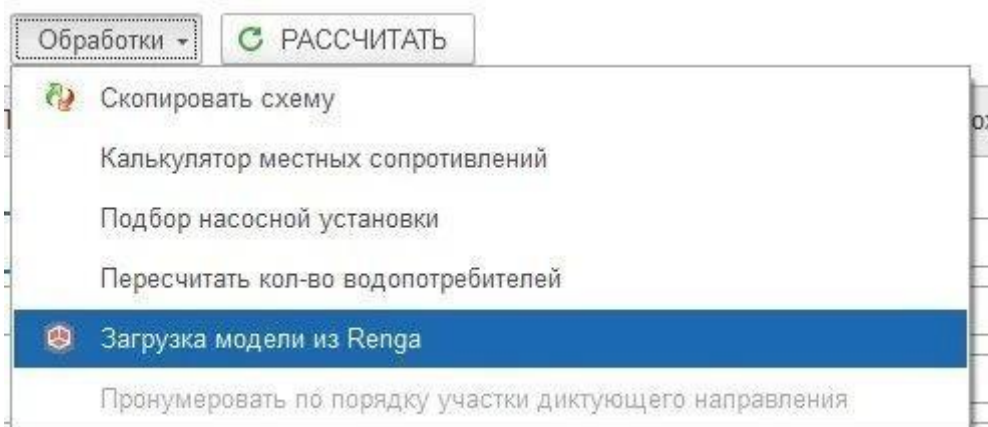 Обработки
РАССЧИТАТЬ
Скопировать схему
Калькулятор местных сопротивлений
Подбор насосной установки
Пересчитать кол-во водопотребителей
Загрузка модели из Renga
Пронумеровать по порядку участки диктующего направления